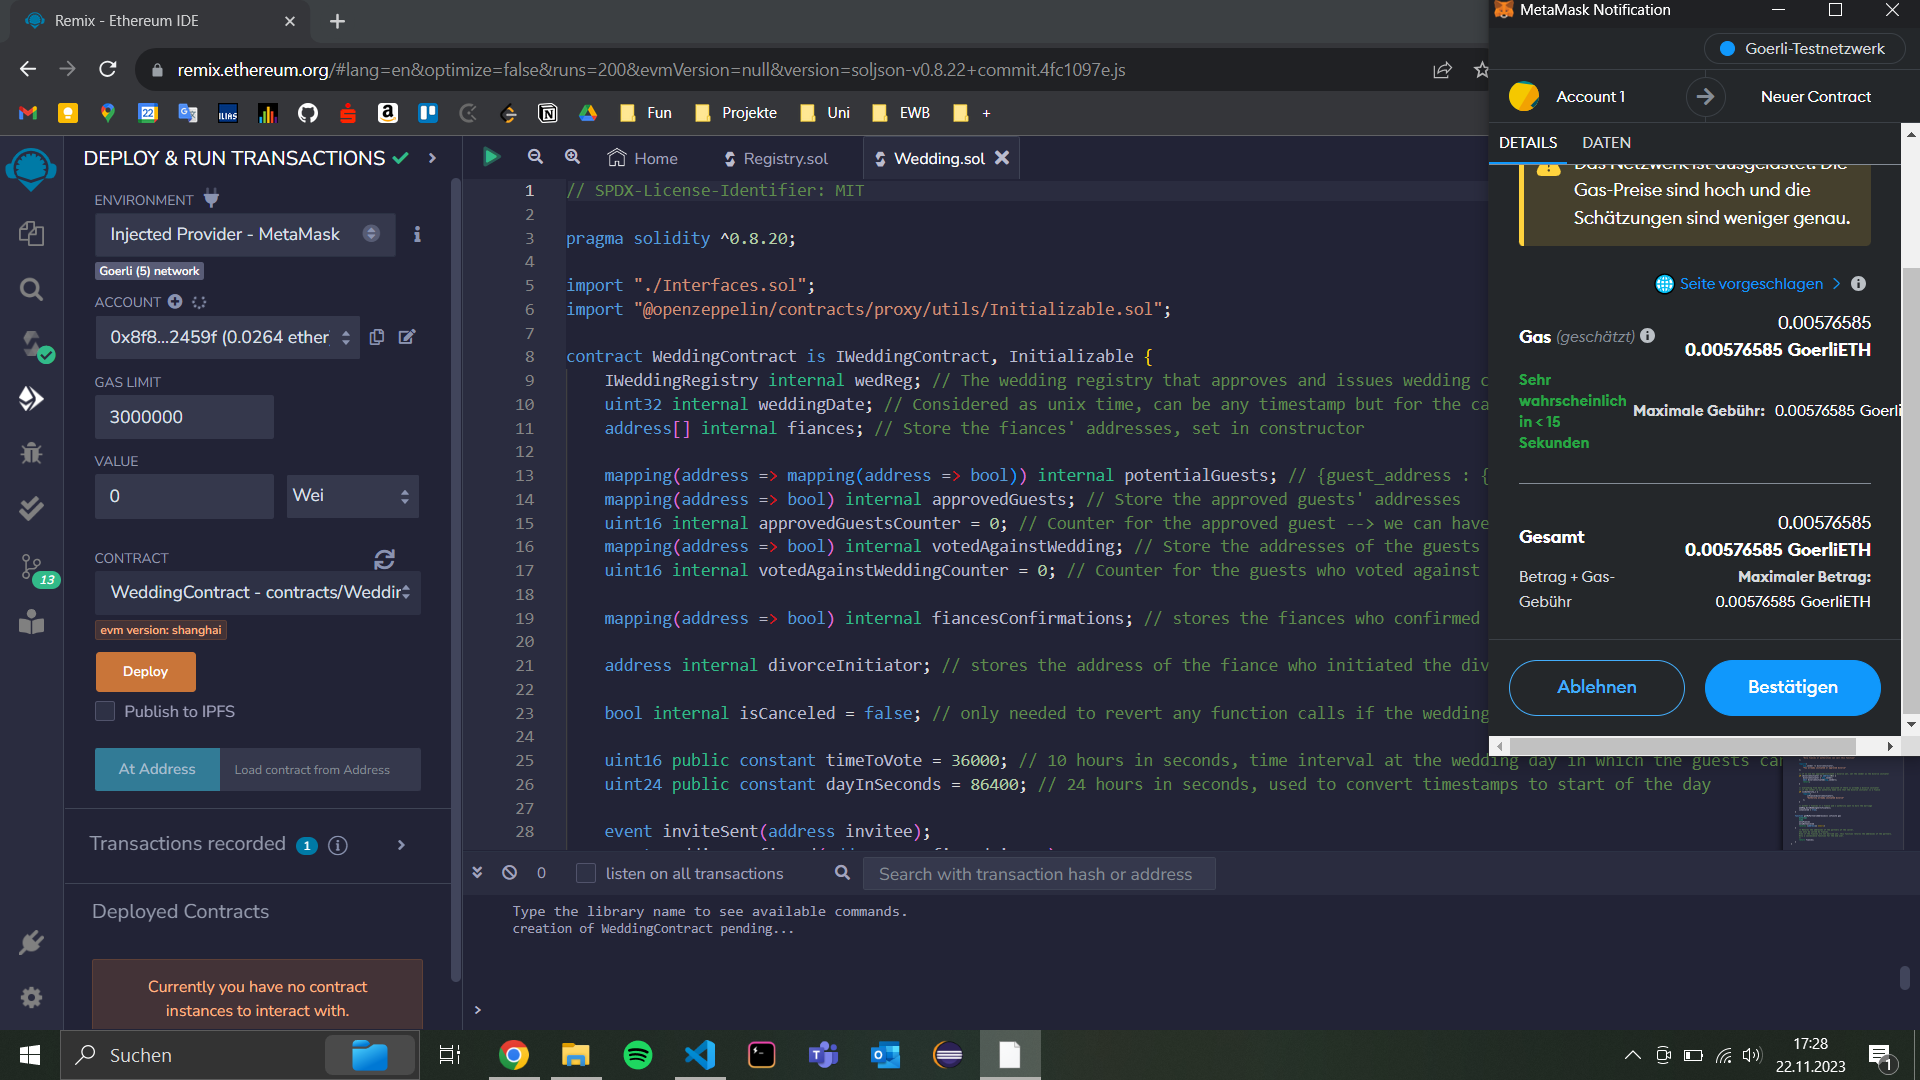 Remix - Ethereum IDE
remix.ethereum.org/#lang=en&optimize=false&runs=200&evmVersion=null&version=soljson-v0.8.22+commit.4fc1097e.js
22
ILIAS
Fun
Projekte
Uni
EWB
+
DEPLOY & RUN TRANSACTIONS
ENVIRONMENT
Injected Provider - MetaMask
Goerli (5) network
ACCOUNT
0x8f8...2459f (0.0264 ether
GAS LIMIT
3000000
VALUE
0
Wei
CONTRACT
WeddingContract - contracts/Weddin
evm version: shanghai
Deploy
Publish to IPFS
At Address
Load contract from Address
Transactions recorded 1
Deployed Contracts
Currently you have no contract
instances to interact with.
13
Home
Registry.sol
Wedding.sol
1 // SPDX-License-Identifier: MIT
2
3 pragma solidity ^0.8.20;
4
5 import "./Interfaces.sol";
6 import "@openzeppelin/contracts/proxy/utils/Initializable.sol";
7
8 contract WeddingContract is IWeddingContract, Initializable {
9 IWeddingRegistry internal wedReg; // The wedding registry that approves and issues wedding c
10 uint32 internal weddingDate; // Considered as unix time, can be any timestamp but for the ca
11 address[] internal fiances; // Store the fiances' addresses, set in constructor
12
13 mapping(address => mapping(address => bool)) internal potentialGuests; // {guest_address : {
14 mapping(address => bool) internal approvedGuests; // Store the approved guests' addresses
15 uint16 internal approvedGuestsCounter = 0; // Counter for the approved guest --> we can have
16 mapping(address => bool) internal votedAgainstWedding; // Store the addresses of the guests
17 uint16 internal votedAgainstWeddingCounter = 0; // Counter for the guests who voted against
18
19 mapping(address => bool) internal fiancesConfirmations; // stores the fiances who confirmed
20
21 address internal divorceInitiator; // stores the address of the fiance who initiated the div
22
23 bool internal isCanceled = false; // only needed to revert any function calls if the wedding
24
25 uint16 public constant timeToVote = 36000; // 10 hours in seconds, time interval at the wedding day in which the guests ca
26 uint24 public constant dayInSeconds = 86400; // 24 hours in seconds, used to convert timestamps to start of the day
27
28 event inviteSent(address invitee);
0
listen on all transactions
Search with transaction hash or address
Type the library name to see available commands.
creation of WeddingContract pending...
>
MetaMask Notification
Goerli-Testnetzwerk
Account 1
Neuer Contract
DETAILS
DATEN
Das Netzwerk ist ausgelastet. Die
Gas-Preise sind hoch und die
Schätzungen sind weniger genau.
Seite vorgeschlagen >
0.00576585
Gas (geschätzt)
0.00576585 GoerliETH
Sehr
wahrscheinlich
in < 15
Sekunden
Maximale Gebühr: 0.00576585 Goerli
0.00576585
Gesamt
0.00576585 GoerliETH
Betrag + Gas-
Gebühr
Maximaler Betrag:
0.00576585 GoerliETH
Ablehnen
Bestätigen
Suchen
17:28
22.11.2023
1